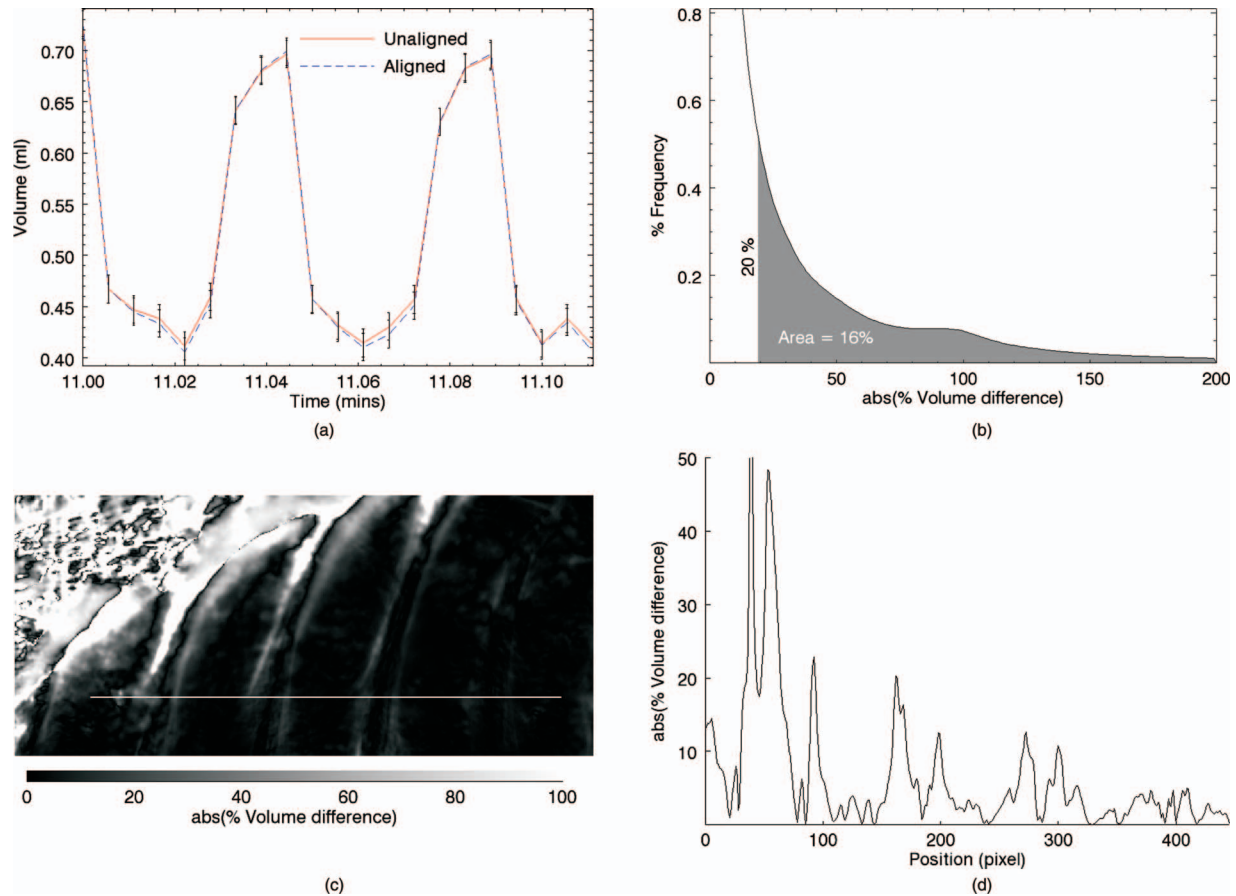 0.70
0.65
0.60
0.55
0.50
0.45
0.40
Volume (ml)
Unaligned
Aligned
11.00 11.02 11.04 11.06 11.08 11.10
Time (mins)
(a)
0.8
0.6
0.4
0.2
% Frequency
20 %
Area = 16%
0 50 100 150 200
abs(% Volume difference)
(b)
0 20 40 60 80 100
abs(% Volume difference)
(c)
50
40
30
20
10
abs(% Volume difference)
0 100 200 300 400
Position (pixel)
(d)